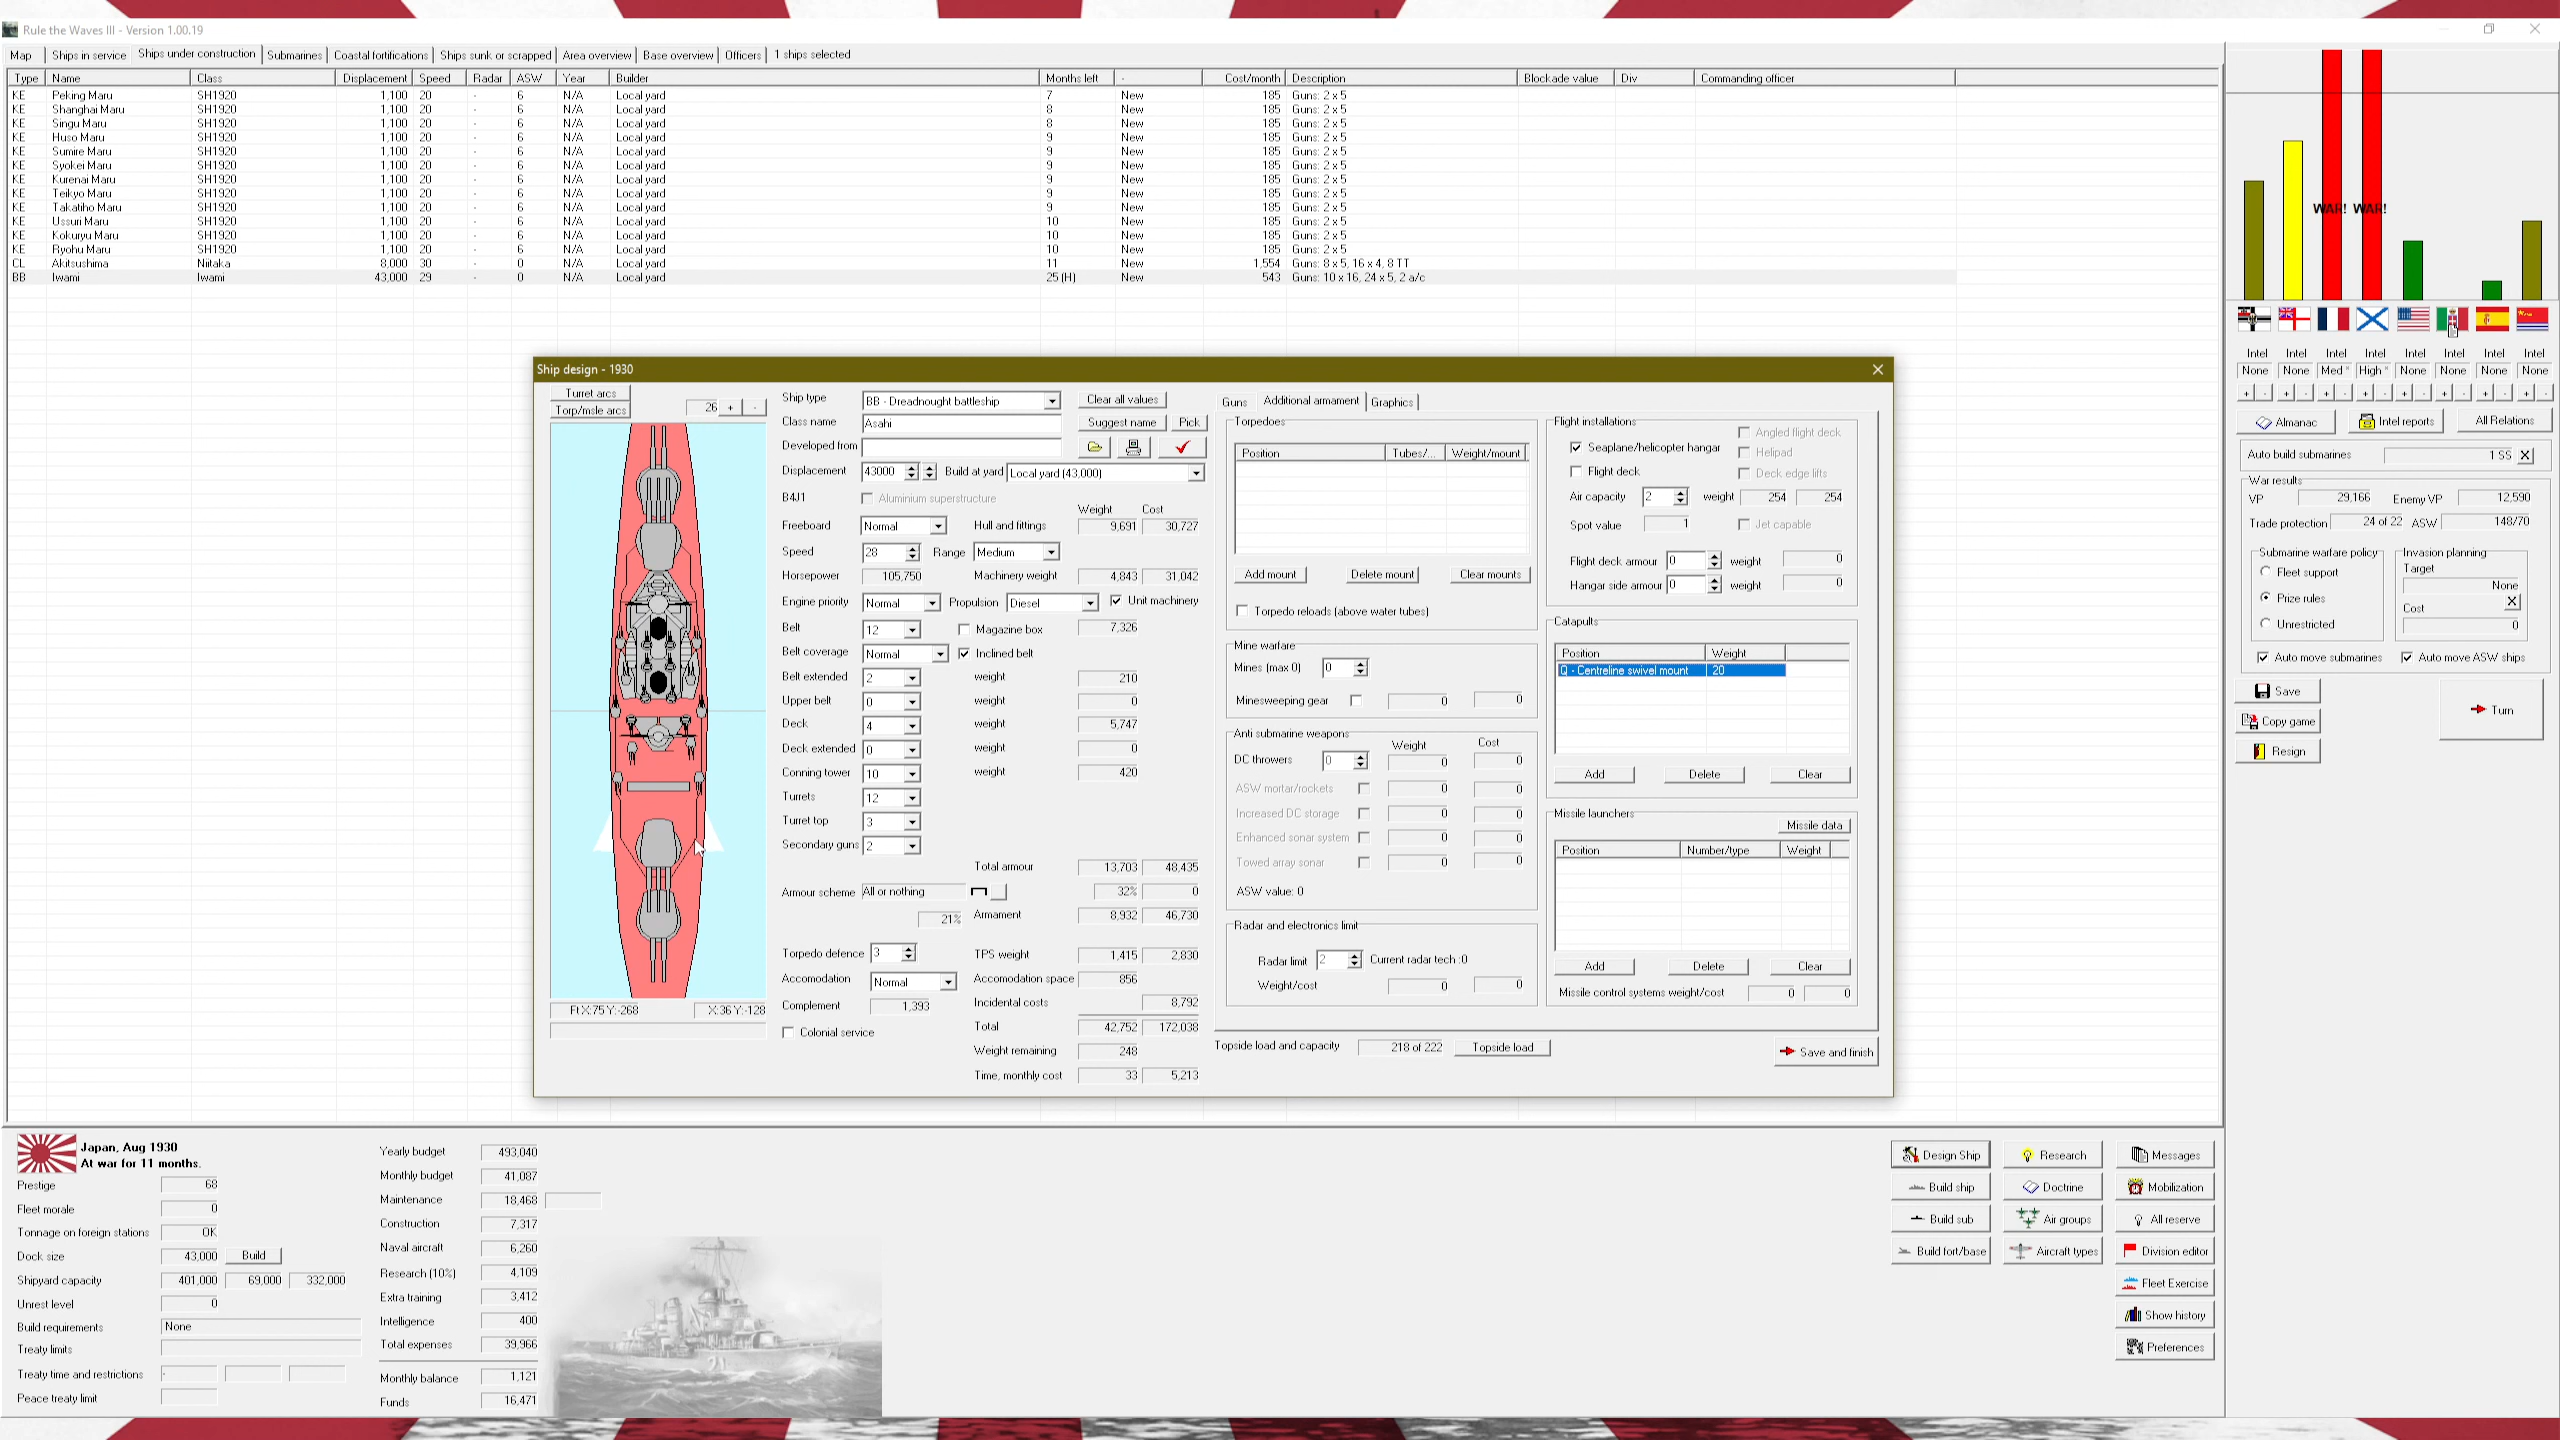 Rule the Waves III - Version 1.00.19
Map Ships in service Ships under construction Submarines Coastal fortifications Ships sunk or scrapped Area overview Base overview Officers 1 ships selected
Type Name Class Displacement Speed Radar ASW Year Builder Months left - Cost/month Description Blockade value Div Commanding officer
KE Peking Maru SH1920 1,100 20 - 6 N/A Local yard 7 New 185 Guns: 2 x 5
KE Shanghai Maru SH1920 1,100 20 - 6 N/A Local yard 8 New 185 Guns: 2 x 5
KE Singu Maru SH1920 1,100 20 - 6 N/A Local yard 8 New 185 Guns: 2 x 5
KE Huso Maru SH1920 1,100 20 - 6 N/A Local yard 9 New 185 Guns: 2 x 5
KE Sumire Maru SH1920 1,100 20 - 6 N/A Local yard 9 New 185 Guns: 2 x 5
KE Syokei Maru SH1920 1,100 20 - 6 N/A Local yard 9 New 185 Guns: 2 x 5
KE Kurenai Maru SH1920 1,100 20 - 6 N/A Local yard 9 New 185 Guns: 2 x 5
KE Teikyo Maru SH1920 1,100 20 - 6 N/A Local yard 9 New 185 Guns: 2 x 5
KE Takatiho Maru SH1920 1,100 20 - 6 N/A Local yard 9 New 185 Guns: 2 x 5
KE Ussuri Maru SH1920 1,100 20 - 6 N/A Local yard 10 New 185 Guns: 2 x 5
KE Kokuryu Maru SH1920 1,100 20 - 6 N/A Local yard 10 New 185 Guns: 2 x 5
KE Ryohu Maru SH1920 1,100 20 - 6 N/A Local yard 10 New 185 Guns: 2 x 5
CL Akitsushima Niitaka 8,000 30 - 0 N/A Local yard 11 New 1,554 Guns: 8 x 5, 16 x 4, 8 TT
BB Iwami Iwami 43,000 29 - 0 N/A Local yard 25 (H) New 543 Guns: 10 x 16, 24 x 5, 2 a/c
Ship design - 1930
Turret arcs
Torp/msle arcs
26 + -
Ft X:75 Y:-268 X:36 Y:-128
Ship type BB - Dreadnought battleship Clear all values
Class name Asahi Suggest name Pick
Developed from
Displacement 43000 Build at yard Local yard (43,000)
B4J1 Aluminium superstructure
Weight Cost
Freeboard Normal Hull and fittings 9,691 30,727
Speed 28 Range Medium
Horsepower 105,750 Machinery weight 4,843 31,042
Engine priority Normal Propulsion Diesel Unit machinery
Belt 12 Magazine box 7,326
Belt coverage Normal Inclined belt
Belt extended 2 weight 210
Upper belt 0 weight 0
Deck 4 weight 5,747
Deck extended 0 weight 0
Conning tower 10 weight 420
Turrets 12
Turret top 3
Secondary guns 2
Total armour 13,703 48,435
Armour scheme All or nothing 32% 0
21% Armament 8,932 46,730
Torpedo defence 3 TPS weight 1,415 2,830
Accomodation Normal Accomodation space 856
Complement 1,393 Incidental costs 8,792
Colonial service Total 42,752 172,038
Weight remaining 248
Time, monthly cost 33 5,213
Guns Additional armament Graphics
Torpedoes
Position Tubes/... Weight/mount
Add mount Delete mount Clear mounts
Torpedo reloads (above water tubes)
Mine warfare
Mines (max 0) 0
Minesweeping gear 0 0
Anti submarine weapons
Weight Cost
DC throwers 0 0 0
ASW mortar/rockets 0 0
Increased DC storage 0 0
Enhanced sonar system 0 0
Towed array sonar 0 0
ASW value: 0
Radar and electronics limit
Radar limit 2 Current radar tech :0
Weight/cost 0 0
Topside load and capacity 218 of 222 Topside load
Flight installations
Seaplane/helicopter hangar Angled flight deck
Helipad
Flight deck Deck edge lifts
Air capacity 2 weight 254 254
Spot value 1 Jet capable
Flight deck armour 0 weight 0
Hangar side armour 0 weight 0
Catapults
Position Weight
Q - Centreline swivel mount 20
Add Delete Clear
Missile launchers
Missile data
Position Number/type Weight
Add Delete Clear
Missile control systems weight/cost 0 0
Save and finish
WAR! WAR!
Intel Intel Intel Intel Intel Intel Intel Intel
None None Med * High * None None None None
+ - + - + - + - + - + - + - + -
Almanac Intel reports All Relations
Auto build submarines 1 SS X
War results
VP 29,166 Enemy VP 12,590
Trade protection 24 of 22 ASW 148/70
Submarine warfare policy
Fleet support
Prize rules
Unrestricted
Invasion planning
Target
None
Cost X
0
Auto move submarines Auto move ASW ships
Save
Copy game
Resign
Turn
Japan, Aug 1930
At war for 11 months.
Prestige 68
Fleet morale 0
Tonnage on foreign stations OK
Dock size 43,000 Build
Shipyard capacity 401,000 69,000 332,000
Unrest level 0
Build requirements None
Treaty limits
Treaty time and restrictions -
Peace treaty limit
Yearly budget 493,040
Monthly budget 41,087
Maintenance 18,468
Construction 7,317
Naval aircraft 6,260
Research (10%) 4,109
Extra training 3,412
Intelligence 400
Total expenses 39,966
Monthly balance 1,121
Funds 16,471
21
Design Ship Research Messages
Build ship Doctrine Mobilization
Build sub Air groups All reserve
Build fort/base Aircraft types Division editor
Fleet Exercise
Show history
Preferences